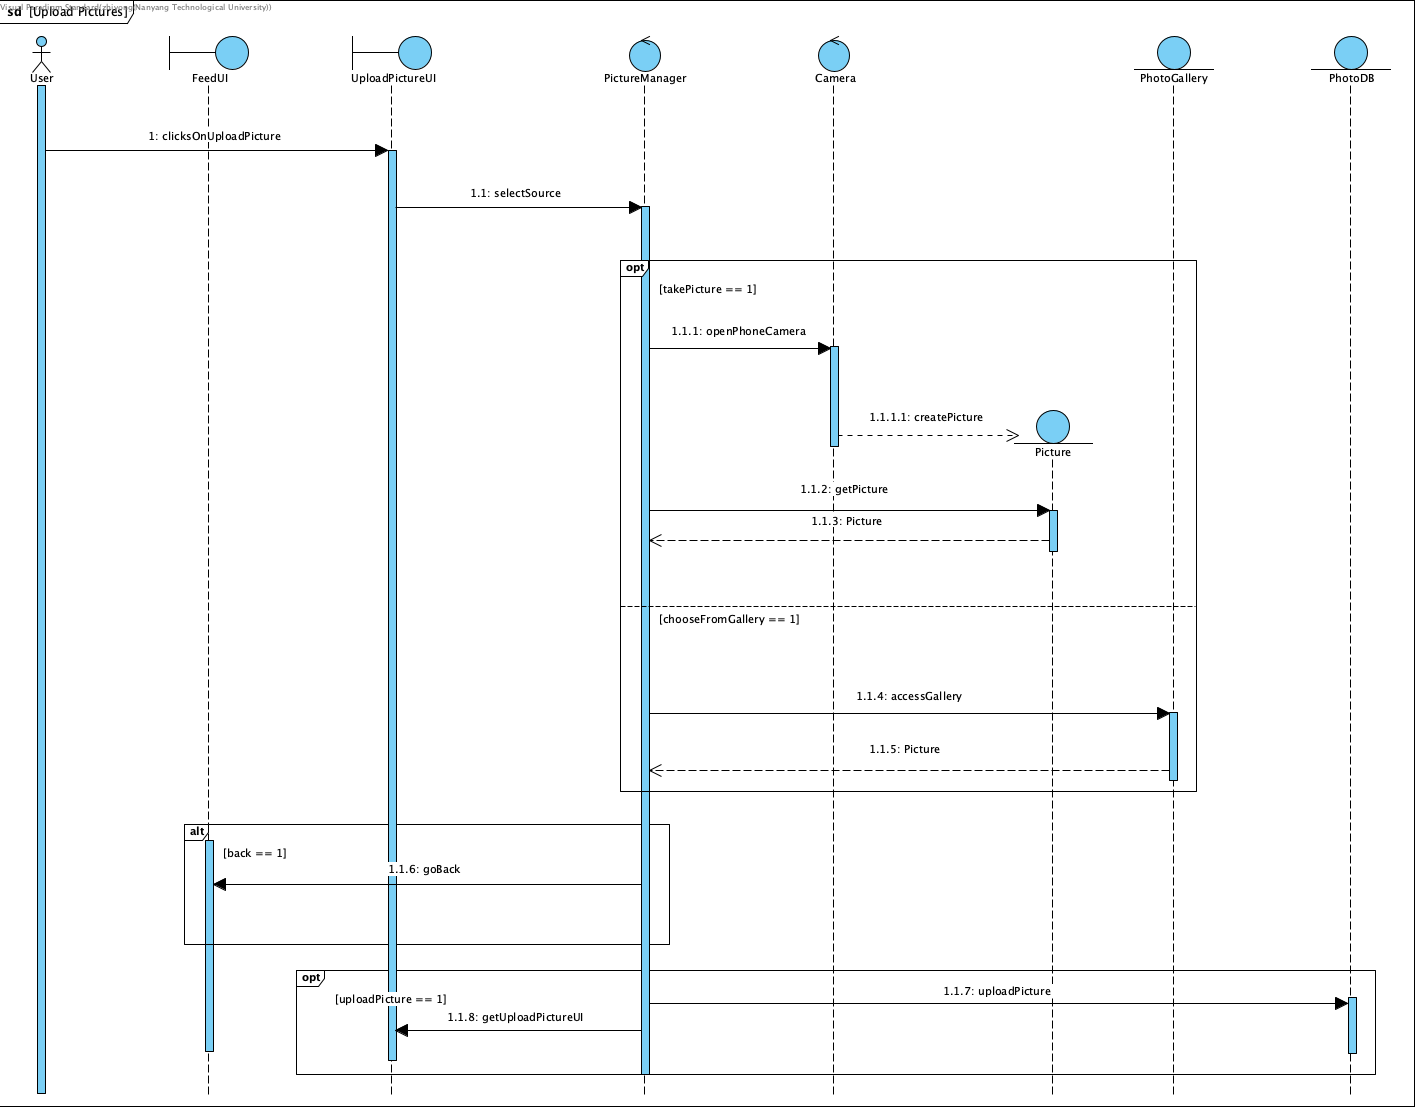 Visual Paradigm Standard(zhiyong(Nanyang Technological University))
sd [Upload Pictures]
User
FeedUI
UploadPictureUI
PictureManager
Camera
PhotoGallery
PhotoDB
1: clicksOnUploadPicture
1.1: selectSource
opt
[takePicture == 1]
1.1.1: openPhoneCamera
1.1.1.1: createPicture
Picture
1.1.2: getPicture
1.1.3: Picture
[chooseFromGallery == 1]
1.1.4: accessGallery
1.1.5: Picture
alt
[back == 1]
1.1.6: goBack
opt
[uploadPicture == 1]
1.1.7: uploadPicture
1.1.8: getUploadPictureUI